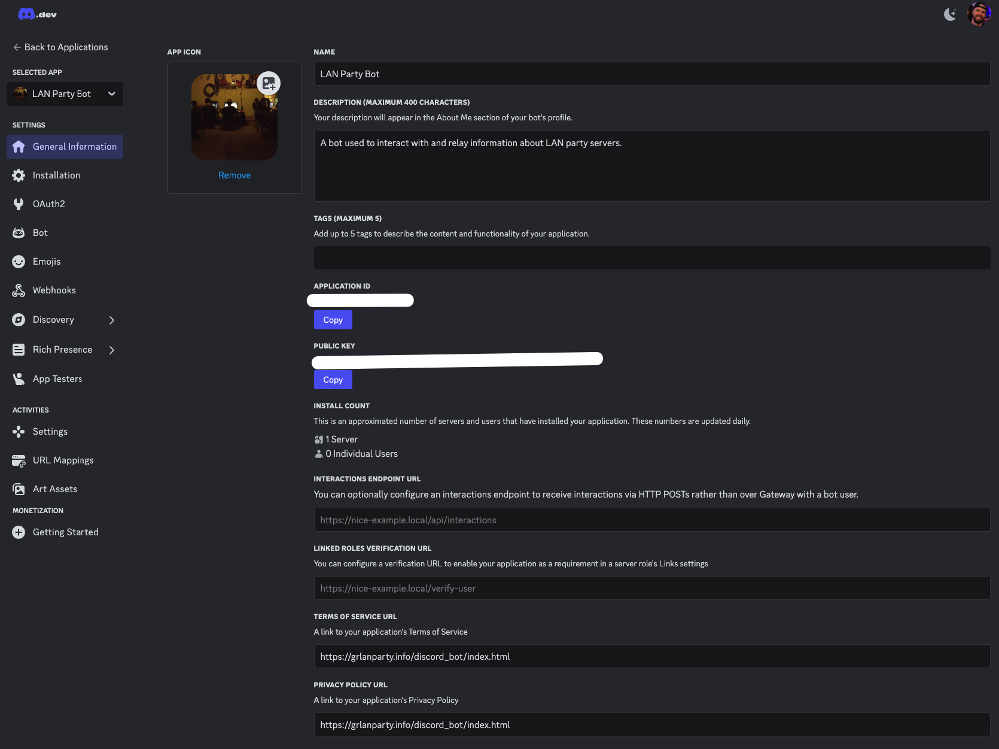 .dev
Back to Applications
SELECTED APP
LAN Party Bot
SETTINGS
General Information
Installation
OAuth2
Bot
Emojis
Webhooks
Discovery
Rich Presence
App Testers
ACTIVITIES
Settings
URL Mappings
Art Assets
MONETIZATION
Getting Started
APP ICON
Remove
NAME
LAN Party Bot
DESCRIPTION (MAXIMUM 400 CHARACTERS)
Your description will appear in the About Me section of your bot's profile.
A bot used to interact with and relay information about LAN party servers.
TAGS (MAXIMUM 5)
Add up to 5 tags to describe the content and functionality of your application.
APPLICATION ID
Copy
PUBLIC KEY
Copy
INSTALL COUNT
This is an approximated number of servers and users that have installed your application. These numbers are updated daily.
1 Server
0 Individual Users
INTERACTIONS ENDPOINT URL
You can optionally configure an interactions endpoint to receive interactions via HTTP POSTs rather than over Gateway with a bot user.
https://nice-example.local/api/interactions
LINKED ROLES VERIFICATION URL
You can configure a verification URL to enable your application as a requirement in a server role's Links settings
https://nice-example.local/verify-user
TERMS OF SERVICE URL
A link to your application's Terms of Service
https://grlanparty.info/discord_bot/index.html
PRIVACY POLICY URL
A link to your application's Privacy Policy
https://grlanparty.info/discord_bot/index.html